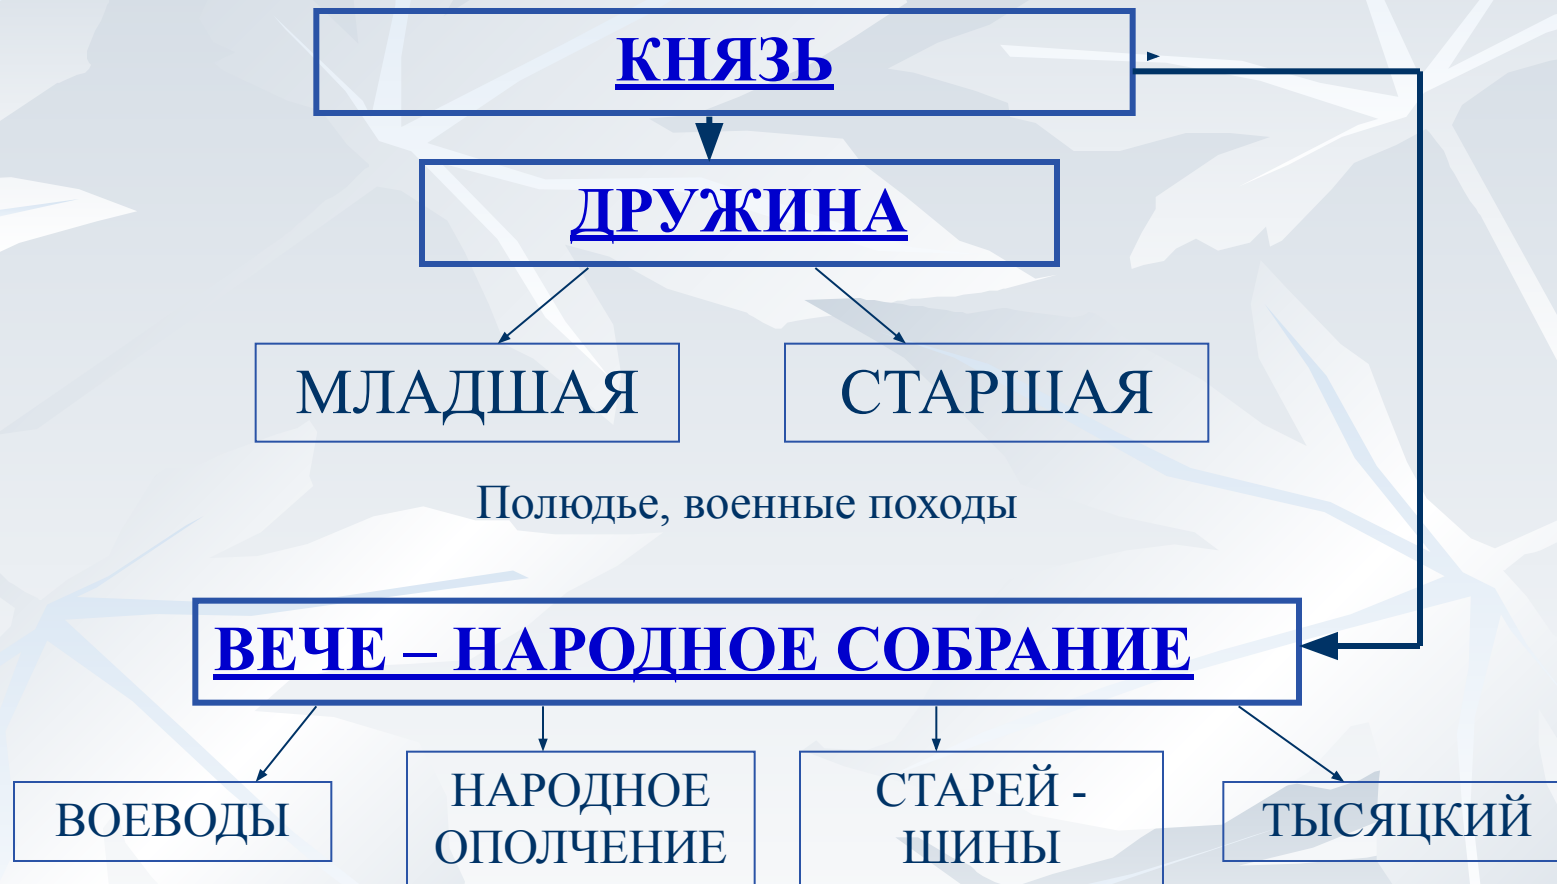 КНЯЗЬ
ДРУЖИНА
МЛАДШАЯ
СТАРШАЯ
Полюдье, военные походы
ВЕЧЕ – НАРОДНОЕ СОБРАНИЕ
ВОЕВОДЫ
НАРОДНОЕ
ОПОЛЧЕНИЕ
СТАРЕЙ -
ШИНЫ
ТЫСЯЦКИЙ